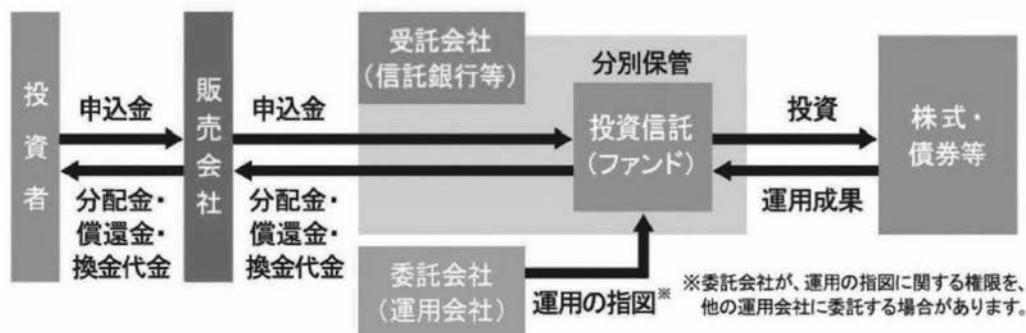 投資者
申込金
分配金・
償還金・
換金代金
販売会社
申込金
分配金・
償還金・
換金代金
受託会社
（信託銀行等）
分別保管
投資信託
（ファンド）
委託会社
（運用会社）
運用の指図※
投資
運用成果
株式・
債券等
※委託会社が、運用の指図に関する権限を、
他の運用会社に委託する場合があります。